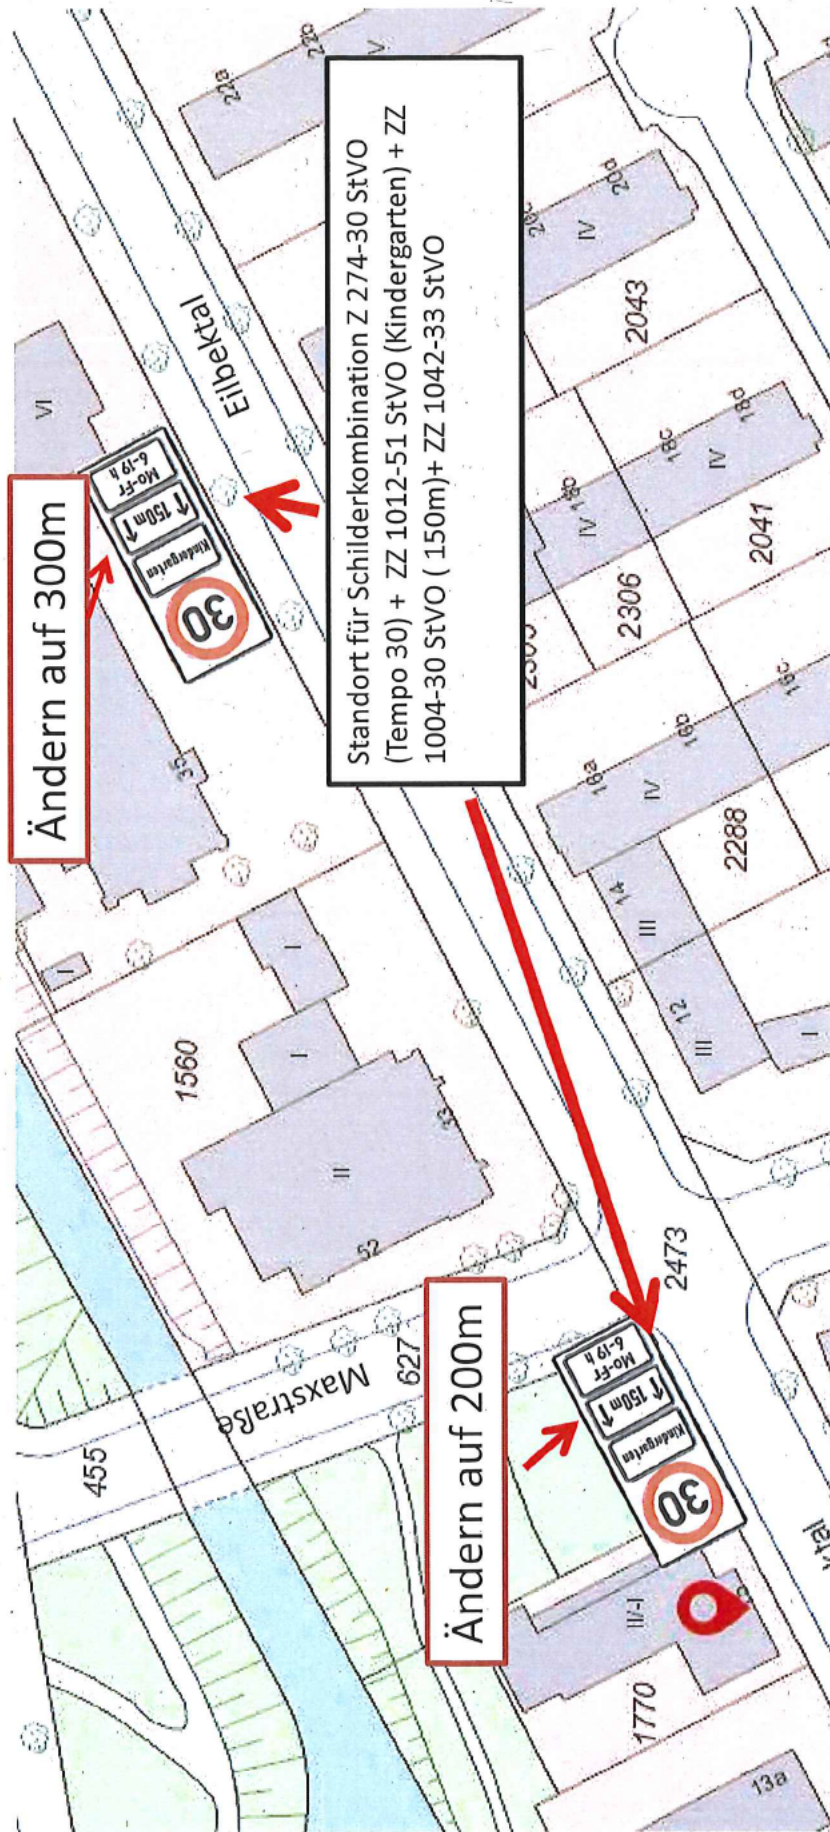 Ändern auf 300m
Standort für Schilderkombination Z 274-30 StVO
(Tempo 30) + ZZ 1012-51 StVO (Kindergarten) + ZZ
1004-30 StVO ( 150m)+ ZZ 1042-33 StVO
Ändern auf 200m
30
Kindergarten
150m
Mo-Fr
6-19 h
30
Kindergarten
150m
Mo-Fr
6-19 h
Eilbektal
Maxstraße
22a
22b
V
VI
20d
IV
2043
18d
18c
IV
18b
IV
2041
2306
16c
16b
16a
IV
2288
14
III
12
III
I
35
I
I
I
1560
II
33
52
627
2473
455
II/-I
1770
13a